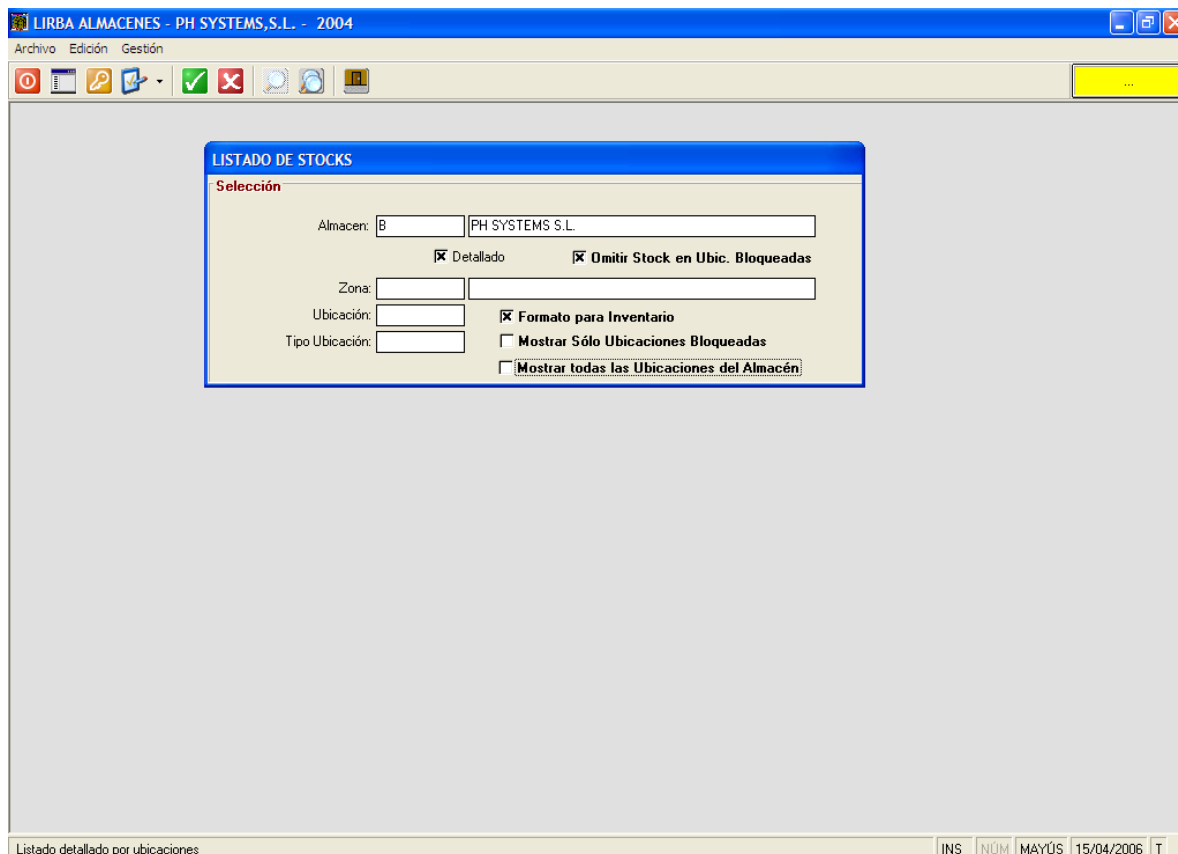 LIRBA ALMACENES - PH SYSTEMS,S.L. - 2004
Archivo Edición Gestión
...
LISTADO DE STOCKS
Selección
Almacen: B PH SYSTEMS S.L.
Detallado Omitir Stock en Ubic. Bloqueadas
Zona:
Ubicación: Formato para Inventario
Tipo Ubicación: Mostrar Sólo Ubicaciones Bloqueadas
Mostrar todas las Ubicaciones del Almacén
Listado detallado por ubicaciones INS NÚM MAYÚS 15/04/2006 T